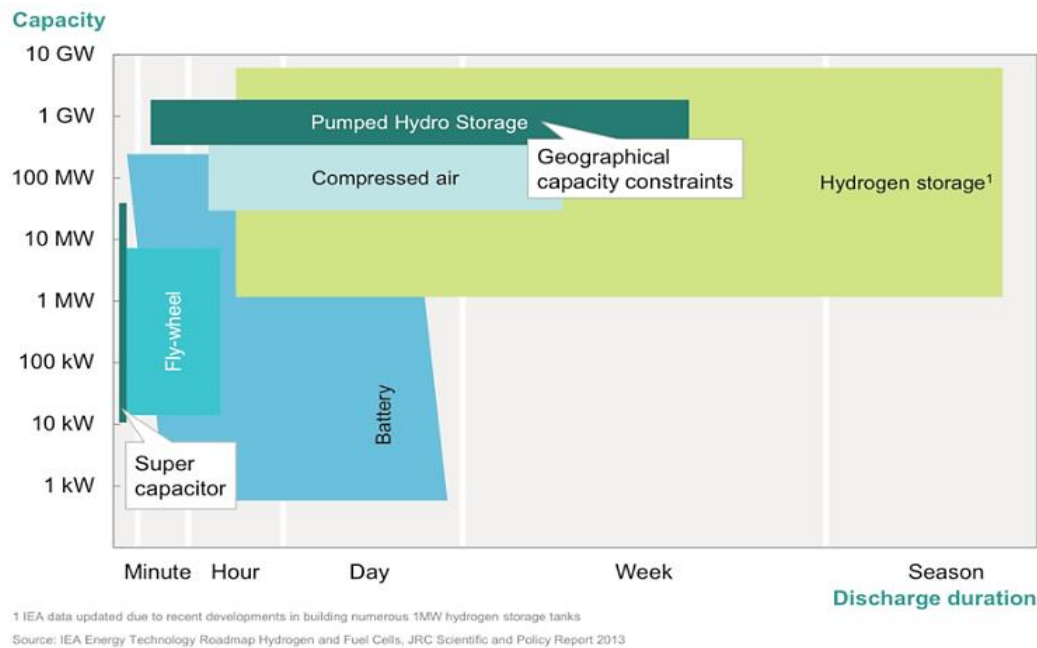 Capacity
10 GW
1 GW
100 MW
10 MW
1 MW
100 kW
10 kW
1 kW
Pumped Hydro Storage
Geographical
capacity constraints
Compressed air
Hydrogen storage¹
Fly-wheel
Battery
Super
capacitor
Minute Hour Day Week Season
Discharge duration
1 IEA data updated due to recent developments in building numerous 1MW hydrogen storage tanks
Source: IEA Energy Technology Roadmap Hydrogen and Fuel Cells, JRC Scientific and Policy Report 2013